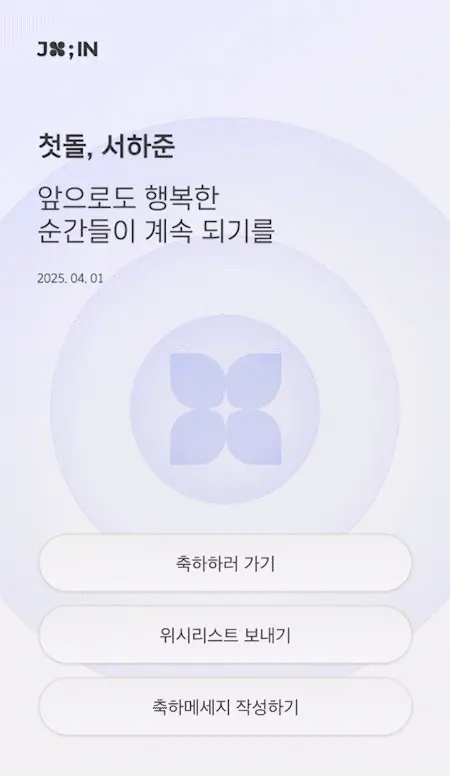 JO;IN
첫돌, 서하준
앞으로도 행복한
순간들이 계속 되기를
2025. 04. 01
축하하러 가기
위시리스트 보내기
축하메세지 작성하기